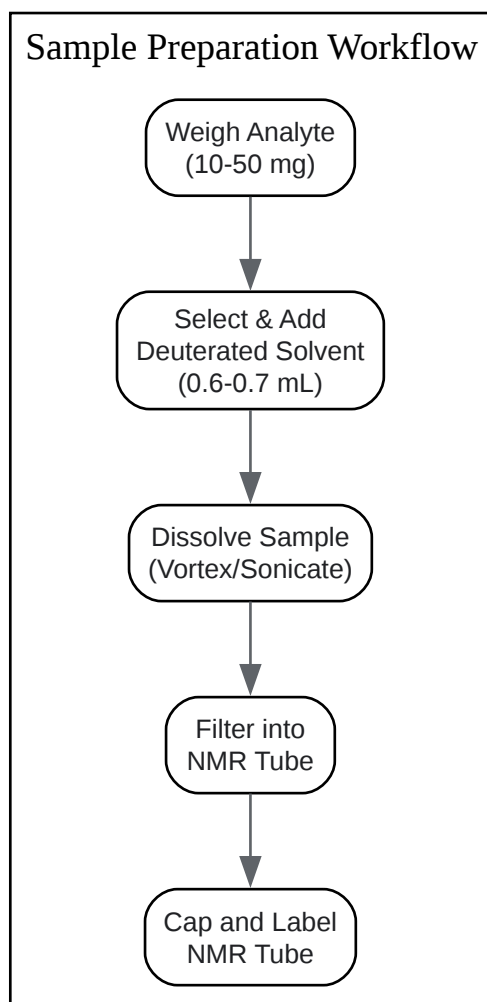 Sample Preparation Workflow
Weigh Analyte
(10-50 mg)
Select & Add
Deuterated Solvent
(0.6-0.7 mL)
Dissolve Sample
(Vortex/Sonicate)
Filter into
NMR Tube
Cap and Label
NMR Tube